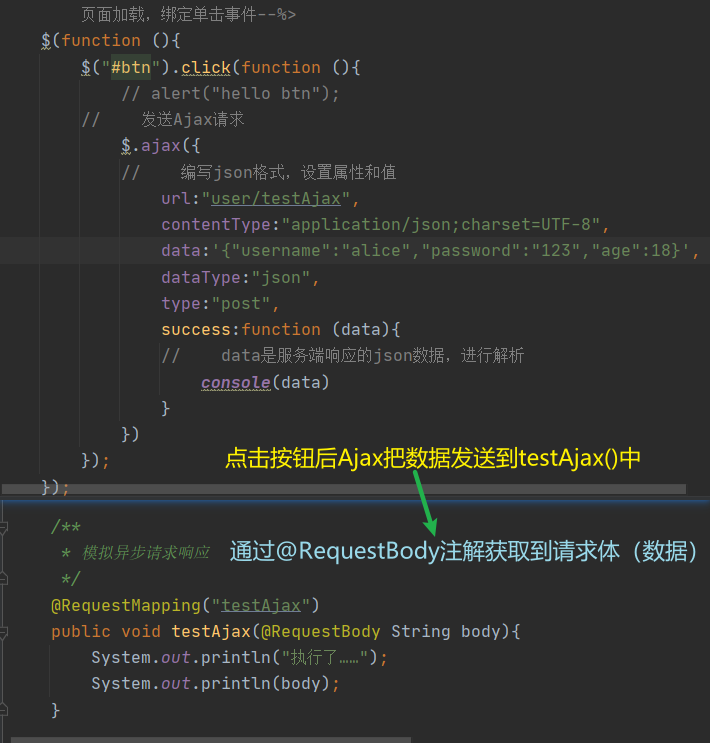 页面加载，绑定单击事件--%>
$(function (){
$("#btn").click(function (){
// alert("hello btn");
// 发送Ajax请求
$.ajax({
// 编写json格式，设置属性和值
url:"user/testAjax",
contentType:"application/json;charset=UTF-8",
data:'{"username":"alice","password":"123","age":18}',
dataType:"json",
type:"post",
success:function (data){
// data是服务端响应的json数据，进行解析
console(data)
}
})
});
点击按钮后Ajax把数据发送到testAjax()中
});
/**
* 模拟异步请求响应 通过@RequestBody注解获取到请求体（数据）
*/
@RequestMapping("testAjax")
public void testAjax(@RequestBody String body){
System.out.println("执行了……");
System.out.println(body);
}